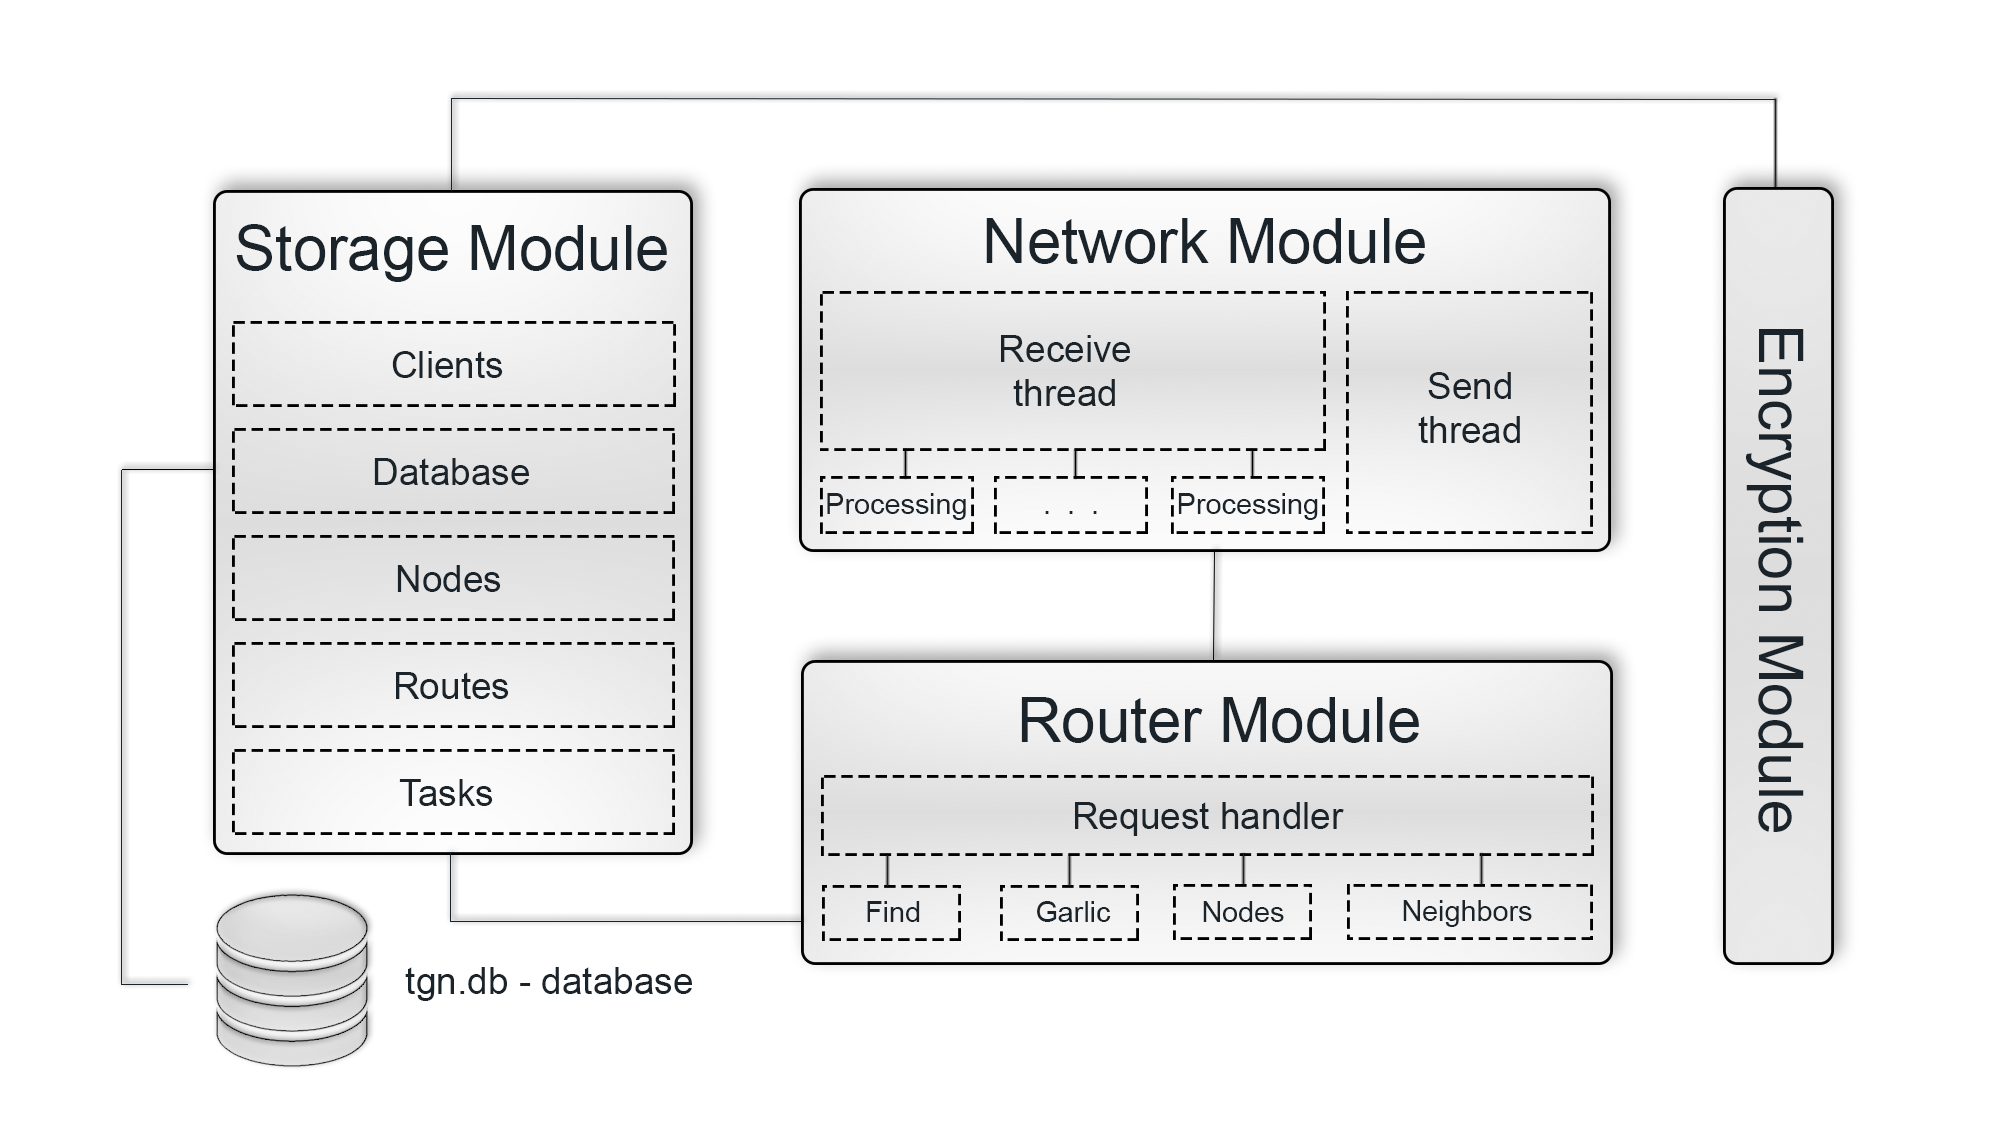 Storage Module
Clients
Database
Nodes
Routes
Tasks
tgn.db - database
Network Module
Receive
thread
Send
thread
Processing
. . .
Processing
Router Module
Request handler
Find
Garlic
Nodes
Neighbors
Encryption Module